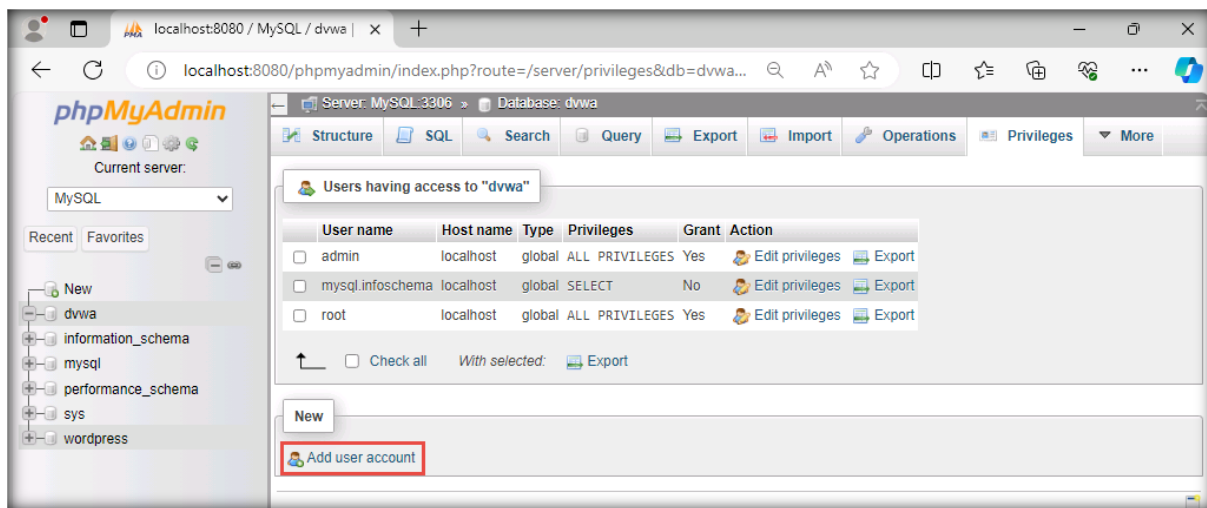 localhost:8080 / MySQL / dvwa |
localhost:8080/phpmyadmin/index.php?route=/server/privileges&db=dvwa...
phpMyAdmin
Current server:
MySQL
Recent Favorites
New
dvwa
information_schema
mysql
performance_schema
sys
wordpress
Server: MySQL:3306 » Database: dvwa
Structure SQL Search Query Export Import Operations Privileges More
Users having access to "dvwa"
User name Host name Type Privileges Grant Action
admin localhost global ALL PRIVILEGES Yes Edit privileges Export
mysql.infoschema localhost global SELECT No Edit privileges Export
root localhost global ALL PRIVILEGES Yes Edit privileges Export
Check all With selected: Export
New
Add user account